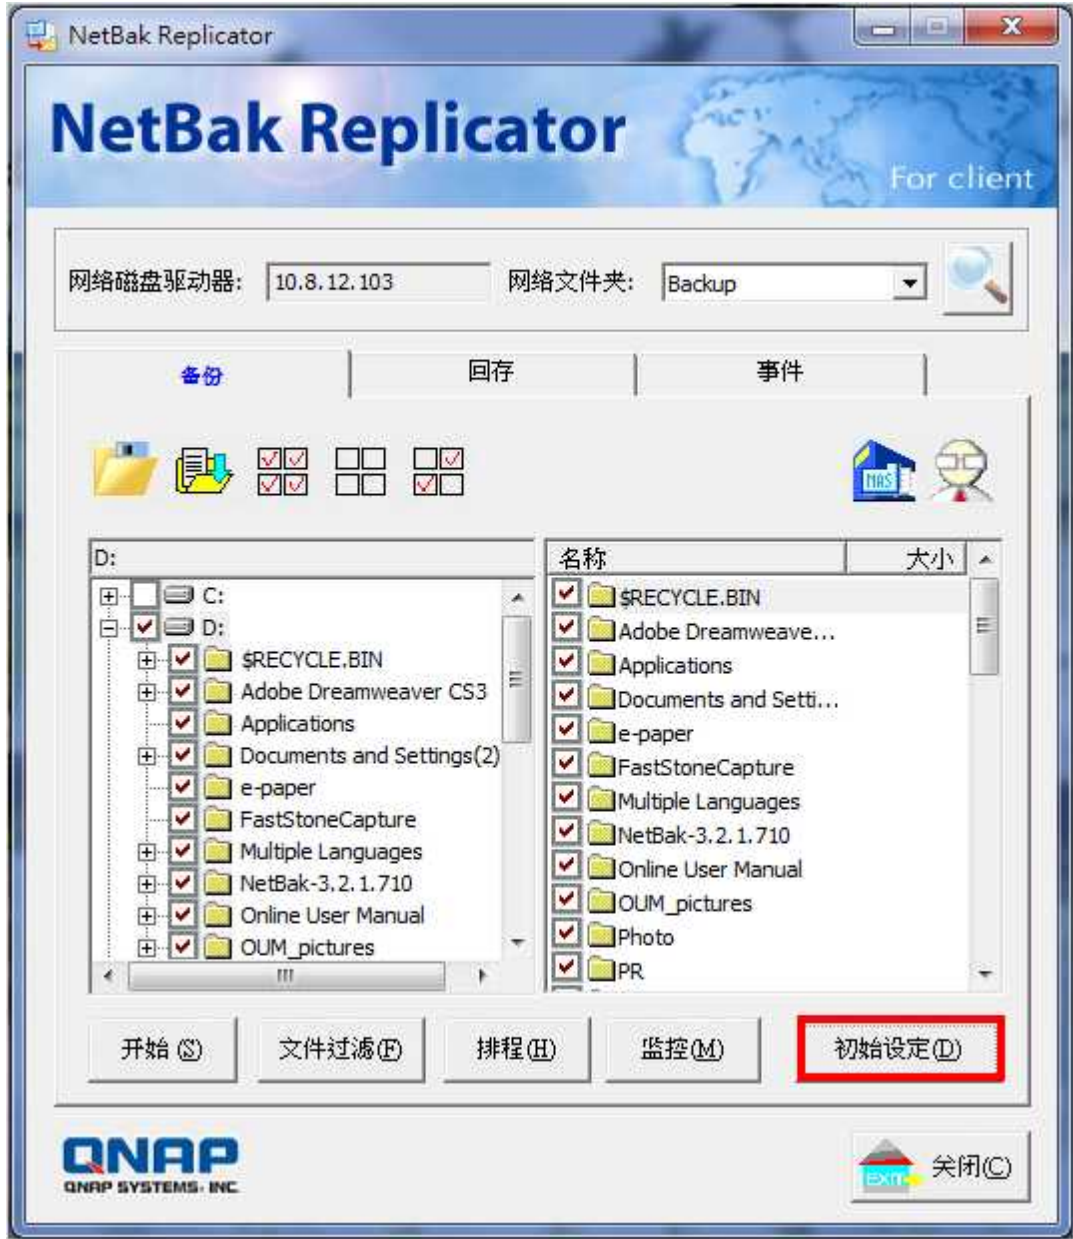 NetBak Replicator
NetBak Replicator
For client
网络磁盘驱动器: 10.8.12.103 网络文件夹: Backup
备份 回存 事件
NAS
D:
名称 大小
C:
D:
$RECYCLE.BIN
Adobe Dreamweaver CS3
Applications
Documents and Settings(2)
e-paper
FastStoneCapture
Multiple Languages
NetBak-3.2.1.710
Online User Manual
OUM_pictures
$RECYCLE.BIN
Adobe Dreamweave...
Applications
Documents and Setti...
e-paper
FastStoneCapture
Multiple Languages
NetBak-3.2.1.710
Online User Manual
OUM_pictures
Photo
PR
开始(S) 文件过滤(F) 排程(H) 监控(M) 初始设定(D)
QNAP
QNAP SYSTEMS, INC.
EXIT 关闭(C)